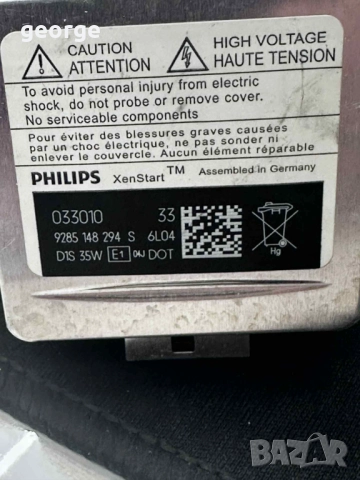 george
CAUTION
ATTENTION
HIGH VOLTAGE
HAUTE TENSION
To avoid personal injury from electric
shock, do not probe or remove cover.
No serviceable components
Pour éviter des blessures graves causées
par un choc électrique, ne pas sonder ni
enlever le couvercle. Aucun élément réparable
PHILIPS XenStart™ Assembled in Germany
033010 33
9285 148 294 S 6L04
D1S 35W E1 DOT
Hg
BAZAR